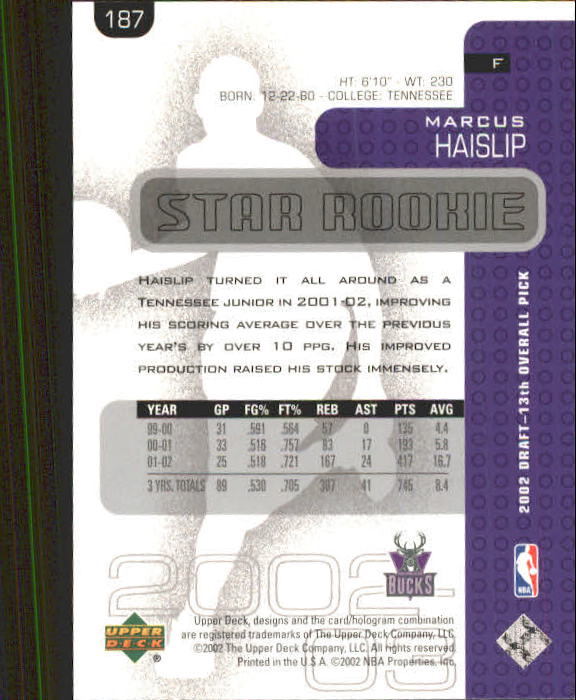 187
F
HT: 6'10" - WT: 230
BORN: 12-22-80 - COLLEGE: TENNESSEE
MARCUS
HAISLIP
STAR ROOKIE
HAISLIP TURNED IT ALL AROUND AS A
TENNESSEE JUNIOR IN 2001-02, IMPROVING
HIS SCORING AVERAGE OVER THE PREVIOUS
YEAR'S BY OVER 10 PPG. HIS IMPROVED
PRODUCTION RAISED HIS STOCK IMMENSELY.
2002 DRAFT-13th OVERALL PICK
YEAR GP FG% FT% REB AST PTS AVG
99-00 31 .591 .564 57 0 135 4.4
00-01 33 .516 .757 83 17 193 5.8
01-02 25 .518 .721 167 24 417 16.7
3 YRS. TOTALS 89 .530 .705 307 41 745 8.4
2002-
03
BUCKS
NBA
UPPER
DECK
®
Upper Deck, designs and the card/hologram combination
are registered trademarks of The Upper Deck Company, LLC.
©2002 The Upper Deck Company, LLC. All rights reserved.
Printed in the U.S.A. ©2002 NBA Properties, Inc.